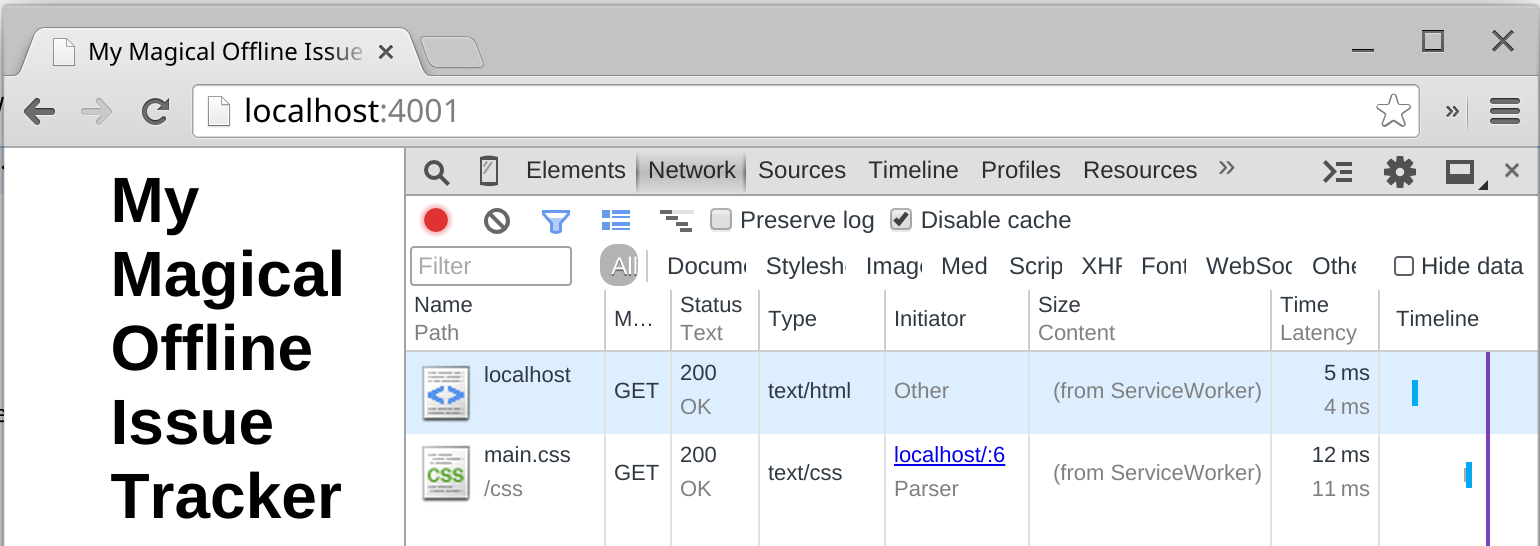 My Magical Offline Issue
localhost:4001
»
My
Magical
Offline
Issue
Tracker
Elements Network Sources Timeline Profiles Resources »
Preserve log Disable cache
Filter All Docum Stylesh Imag Med Scrip XHR Font WebSoc Othe Hide data
Name M... Status Type Initiator Size Time Timeline
Path Text Content Latency
localhost GET 200 text/html Other (from ServiceWorker) 5 ms
OK 4 ms
main.css GET 200 text/css localhost/:6 (from ServiceWorker) 12 ms
/css OK Parser 11 ms
CSS